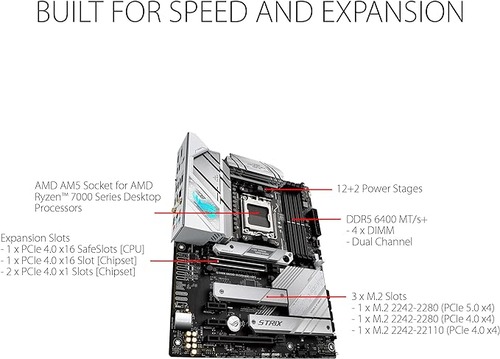 BUILT FOR SPEED AND EXPANSION
AMD AM5 Socket for AMD
Ryzen™ 7000 Series Desktop
Processors
Expansion Slots
- 1 x PCIe 4.0 x16 SafeSlots [CPU]
- 1 x PCIe 4.0 x16 Slot [Chipset]
- 2 x PCIe 4.0 x1 Slots [Chipset]
12+2 Power Stages
DDR5 6400 MT/s+
- 4 x DIMM
- Dual Channel
3 x M.2 Slots
- 1 x M.2 2242-2280 (PCIe 5.0 x4)
- 1 x M.2 2242-2280 (PCIe 4.0 x4)
- 1 x M.2 2242-22110 (PCIe 4.0 x4)
STRIX